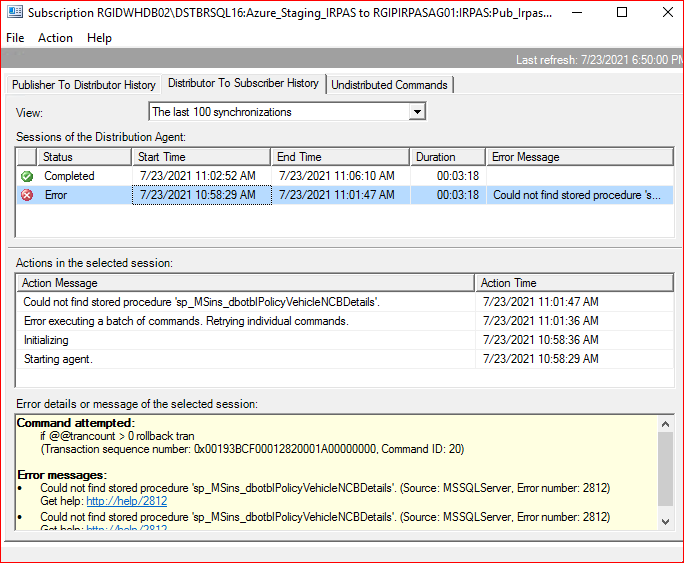 Subscription RGIDWHDB02\DSTBRSQL16:Azure_Staging_IRPAS to RGIPIRPASAG01:IRPAS:Pub_Irpas...
File Action Help
Last refresh: 7/23/2021 6:50:00 PM
Publisher To Distributor History Distributor To Subscriber History Undistributed Commands
View: The last 100 synchronizations
Sessions of the Distribution Agent:
Status Start Time End Time Duration Error Message
Completed 7/23/2021 11:02:52 AM 7/23/2021 11:06:10 AM 00:03:18
Error 7/23/2021 10:58:29 AM 7/23/2021 11:01:47 AM 00:03:18 Could not find stored procedure 's...
Actions in the selected session:
Action Message Action Time
Could not find stored procedure 'sp_MSins_dbotblPolicyVehicleNCBDetails'. 7/23/2021 11:01:47 AM
Error executing a batch of commands. Retrying individual commands. 7/23/2021 11:01:36 AM
Initializing 7/23/2021 10:58:36 AM
Starting agent. 7/23/2021 10:58:29 AM
Error details or message of the selected session:
Command attempted:
if @@trancount > 0 rollback tran
(Transaction sequence number: 0x00193BCF00012820001A00000000, Command ID: 20)
Error messages:
• Could not find stored procedure 'sp_MSins_dbotblPolicyVehicleNCBDetails'. (Source: MSSQLServer, Error number: 2812)
Get help: http://help/2812
• Could not find stored procedure 'sp_MSins_dbotblPolicyVehicleNCBDetails'. (Source: MSSQLServer, Error number: 2812)
Get help: http://help/2812